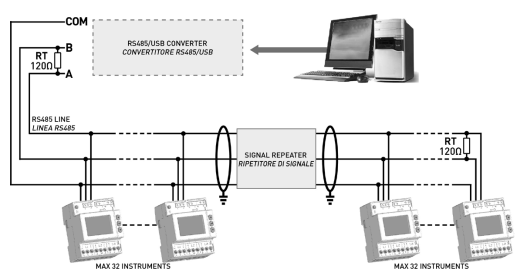 COM
B
RT
120Ω
A
RS485/USB CONVERTER
CONVERTITORE RS485/USB
RS485 LINE
LINEA RS485
SIGNAL REPEATER
RIPETITORE DI SIGNALE
RT
120Ω
MAX 32 INSTRUMENTS
MAX 32 INSTRUMENTS